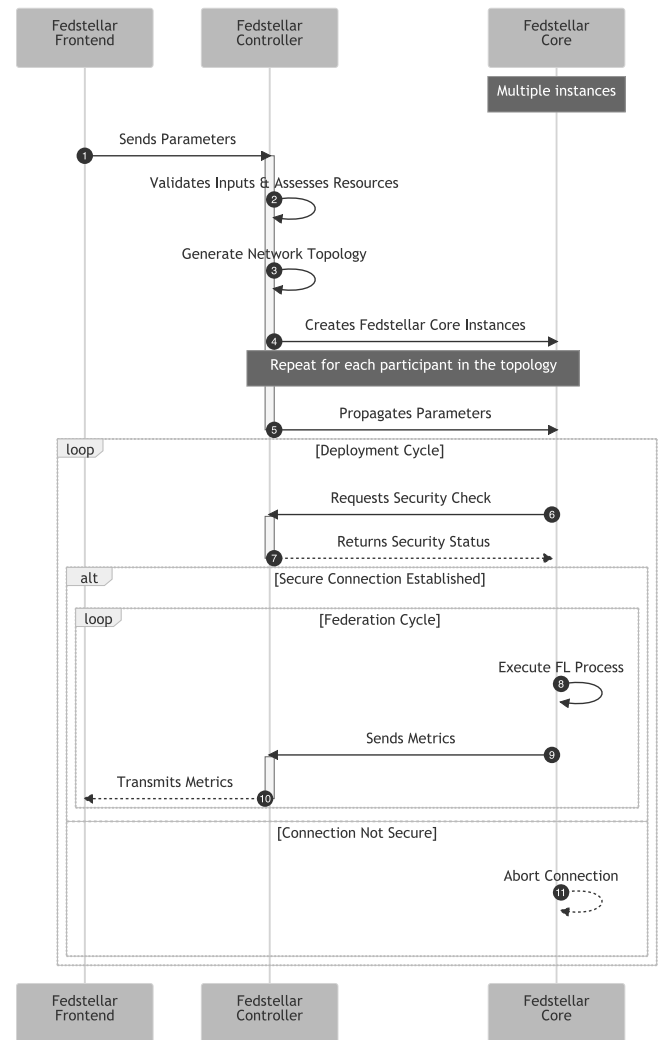 Fedstellar
Frontend
Fedstellar
Controller
Fedstellar
Core
Multiple instances
Sends Parameters
1
Validates Inputs & Assesses Resources
2
Generate Network Topology
3
Creates Fedstellar Core Instances
4
Repeat for each participant in the topology
Propagates Parameters
5
loop
[Deployment Cycle]
Requests Security Check
6
Returns Security Status
7
alt
[Secure Connection Established]
loop
[Federation Cycle]
Execute FL Process
8
Sends Metrics
9
Transmits Metrics
10
[Connection Not Secure]
Abort Connection
11
Fedstellar
Frontend
Fedstellar
Controller
Fedstellar
Core